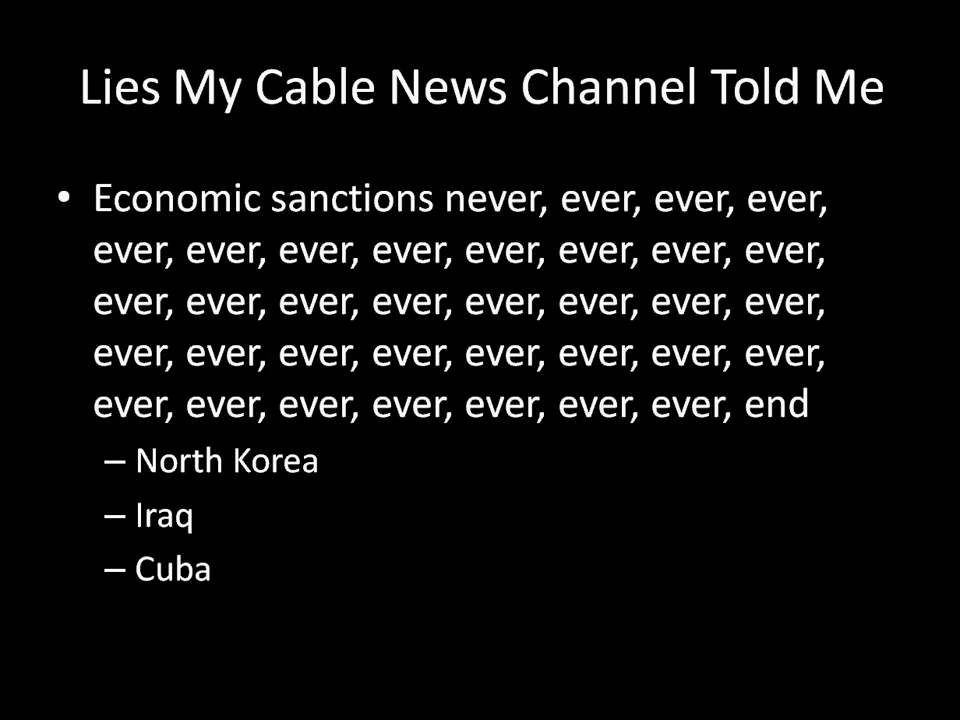 Lies My Cable News Channel Told Me
• Economic sanctions never, ever, ever, ever,
ever, ever, ever, ever, ever, ever, ever, ever,
ever, ever, ever, ever, ever, ever, ever, ever,
ever, ever, ever, ever, ever, ever, ever, ever,
ever, ever, ever, ever, ever, ever, ever, end
– North Korea
– Iraq
– Cuba